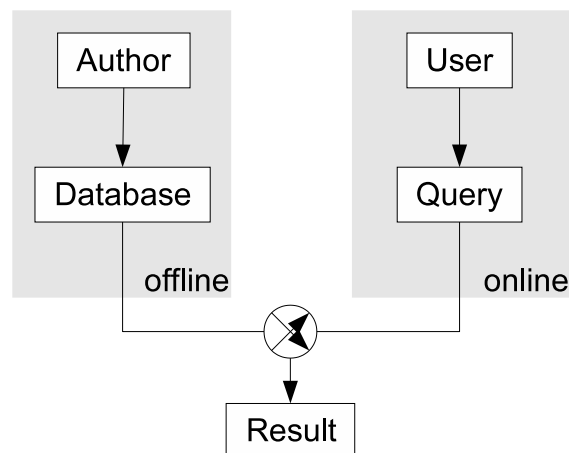 Author
User
Database
Query
offline
online
Result